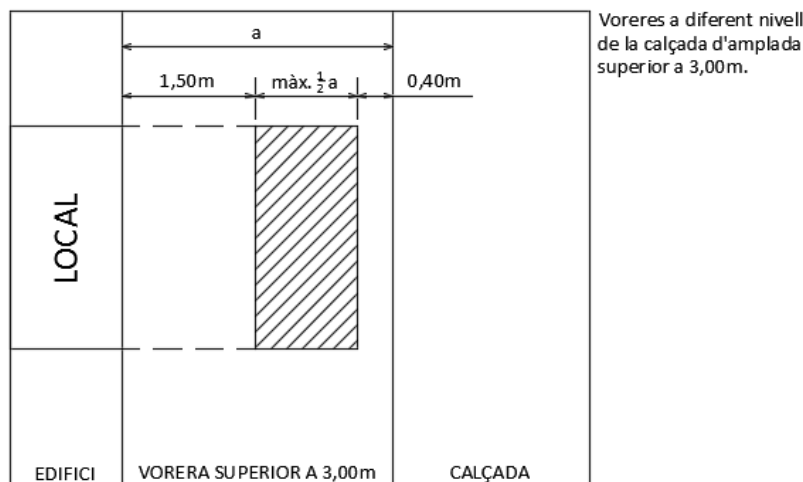 Voreres a diferent nivell
de la calçada d'amplada
superior a 3,00m.
a
1,50m
màx. ½ a
0,40m
LOCAL
EDIFICI
VORERA SUPERIOR A 3,00m
CALÇADA